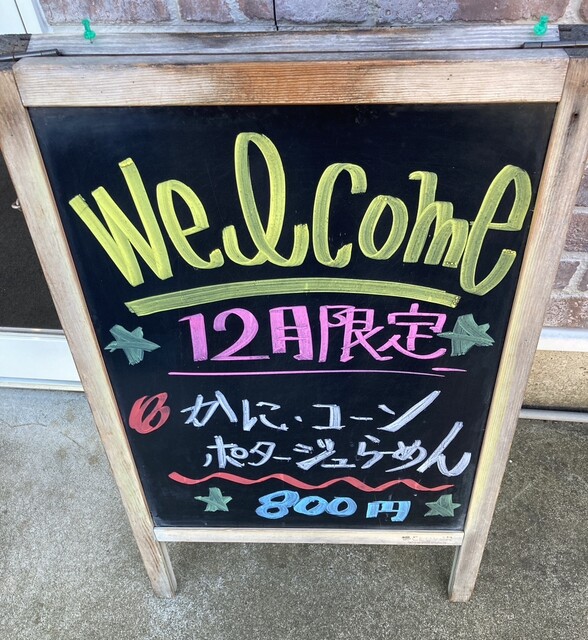 Welcome
12月限定
かに・コーン
ポタージュらーめん
800円